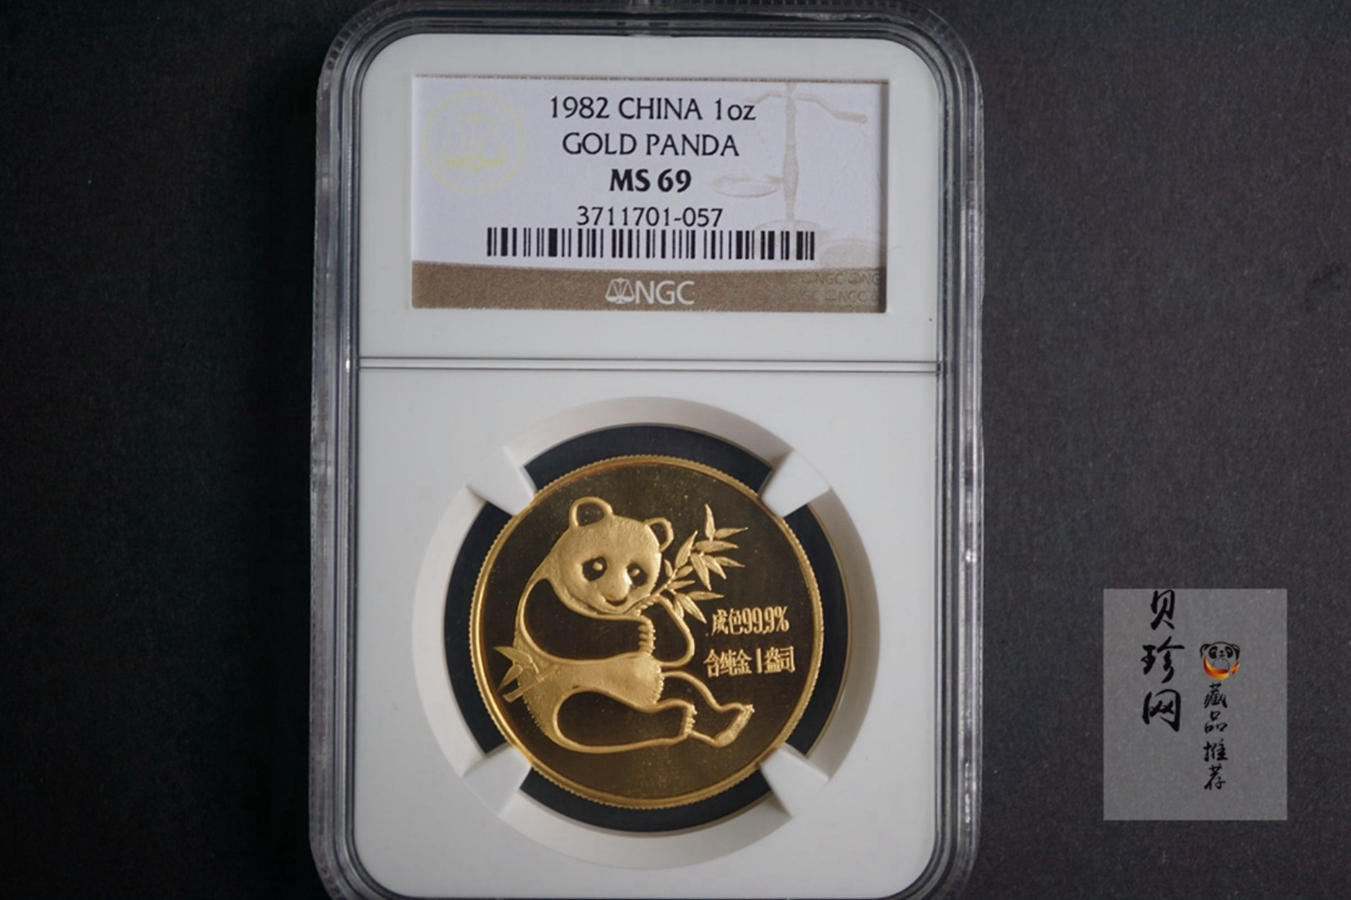 1982 CHINA 1oz
GOLD PANDA
MS 69
3711701-057
NGC
成色99.9%
含纯金1盎司
贝珍网
藏品推荐